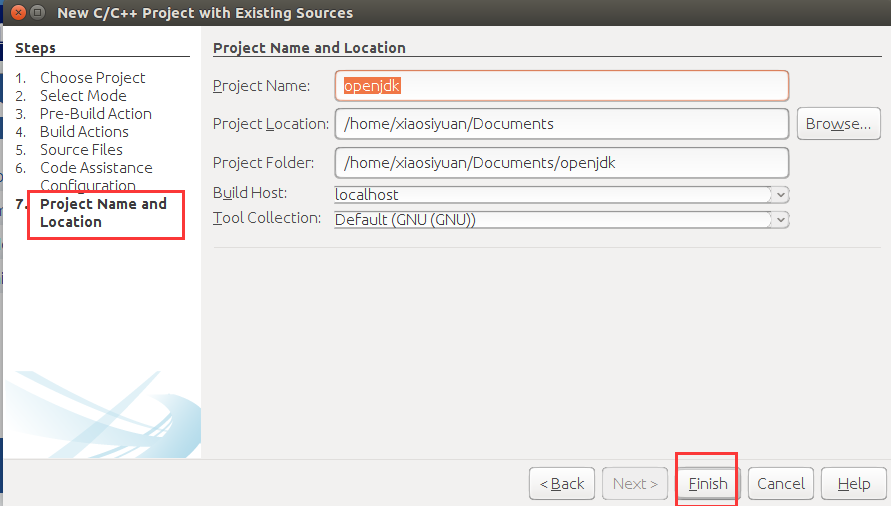 New C/C++ Project with Existing Sources
Steps
1. Choose Project
2. Select Mode
3. Pre-Build Action
4. Build Actions
5. Source Files
6. Code Assistance
Configuration
7. Project Name and
Location
Project Name and Location
Project Name: openjdk
Project Location: /home/xiaosiyuan/Documents Browse...
Project Folder: /home/xiaosiyuan/Documents/openjdk
Build Host: localhost
Tool Collection: Default (GNU (GNU))
< Back Next > Finish Cancel Help